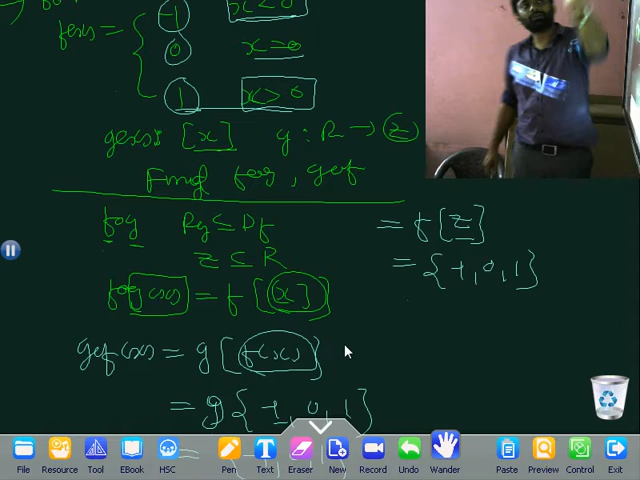 f(x) = { -1 x < 0
0 x = 0
1 x > 0
g(x) = [x] g : R → Z
Find fog, gof
fog Rg ⊆ Df
Z ⊆ R
fog(x) = f [x]
= f [Z]
= {-1, 0, 1}
gof(x) = g [f(x)]
= g {-1, 0, 1}
=
File Resource Tool EBook HSC Pen Text Eraser New Record Undo Wander Paste Preview Control Exit